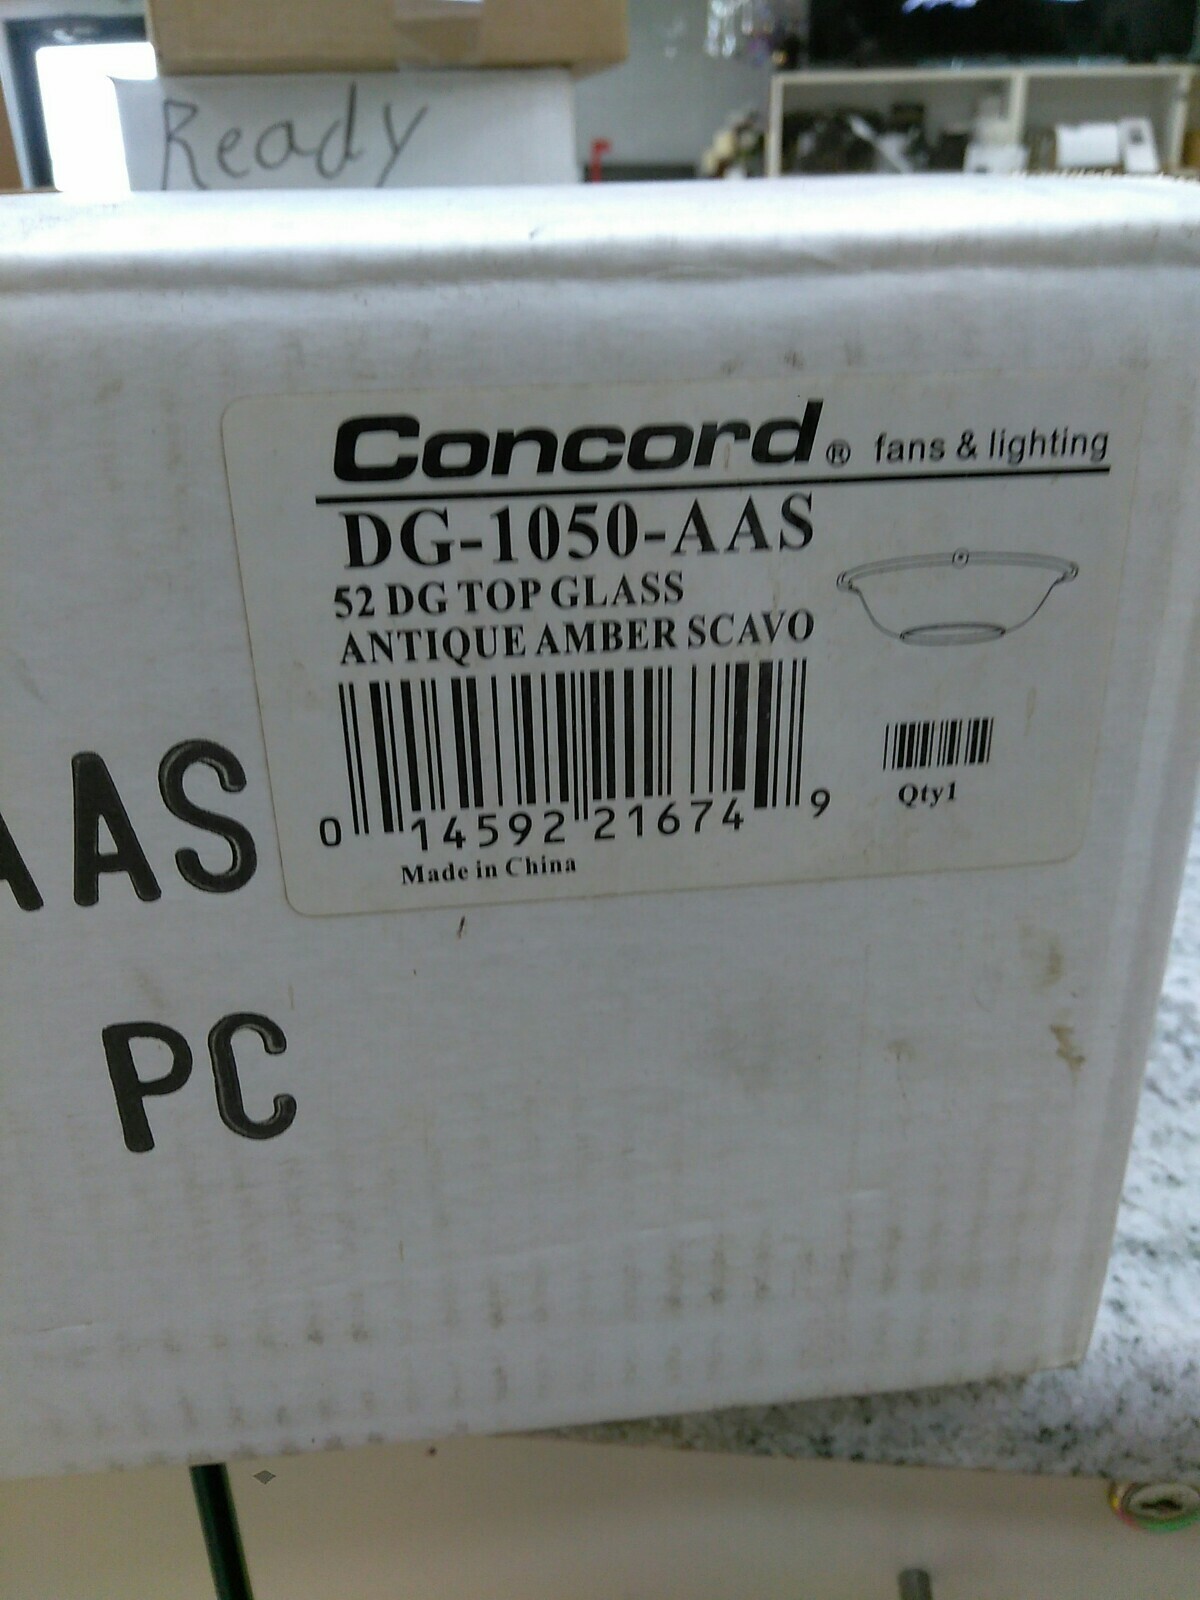 Ready
Concord® fans & lighting
DG-1050-AAS
52 DG TOP GLASS
ANTIQUE AMBER SCAVO
0 14592 21674 9
Qty1
Made in China
AAS
PC